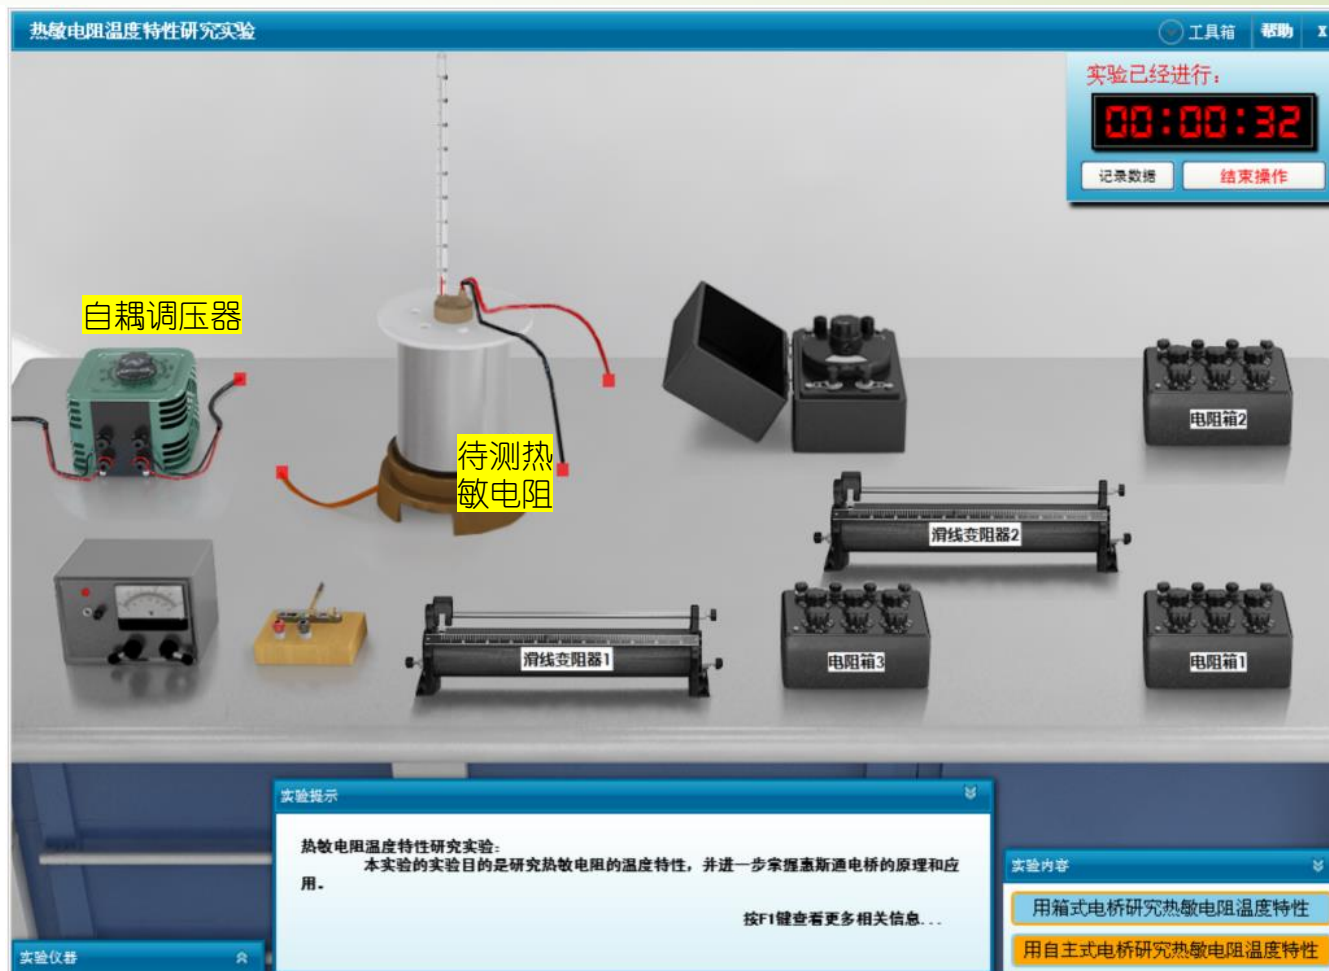 热敏电阻温度特性研究实验
工具箱
帮助
X
实验已经进行：
00:00:32
记录数据
结束操作
自耦调压器
待测热
敏电阻
电阻箱2
滑线变阻器2
滑线变阻器1
电阻箱3
电阻箱1
实验提示
热敏电阻温度特性研究实验：
本实验的实验目的是研究热敏电阻的温度特性，并进一步掌握惠斯通电桥的原理和应
用。
按F1键查看更多相关信息...
实验内容
用箱式电桥研究热敏电阻温度特性
用自主式电桥研究热敏电阻温度特性
实验仪器